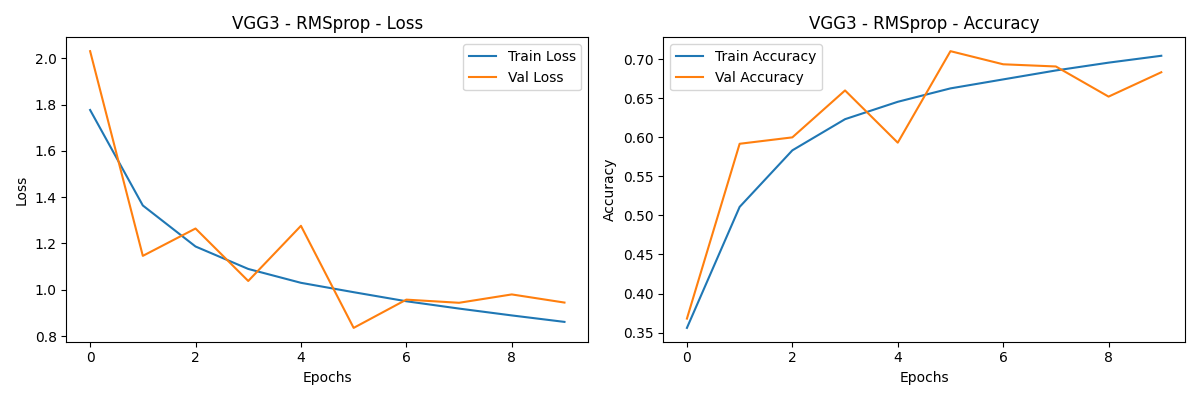 VGG3 - RMSprop - Loss
2.0
1.8
1.6
1.4
1.2
1.0
0.8
Loss
Train Loss
Val Loss
0 2 4 6 8
Epochs
VGG3 - RMSprop - Accuracy
0.70
0.65
0.60
0.55
0.50
0.45
0.40
0.35
Accuracy
Train Accuracy
Val Accuracy
0 2 4 6 8
Epochs